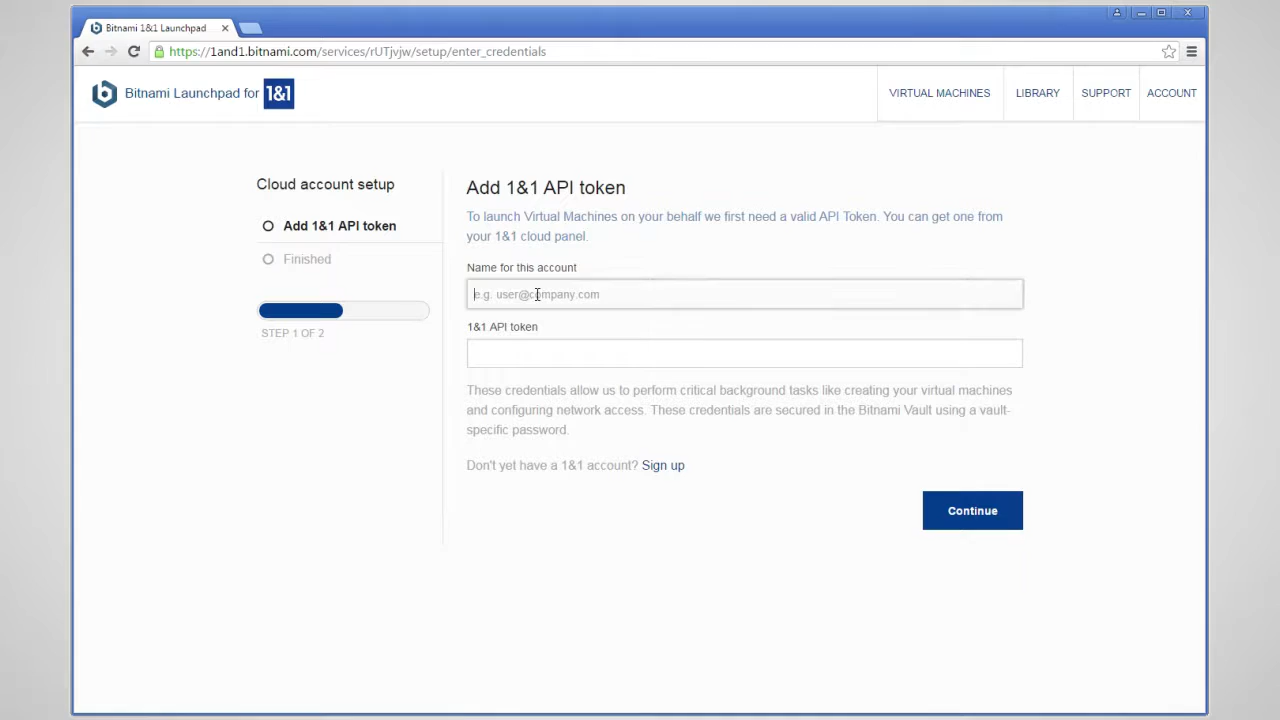 Bitnami 1&1 Launchpad
https://1and1.bitnami.com/services/rUTjvjw/setup/enter_credentials
Bitnami Launchpad for 1&1
VIRTUAL MACHINES
LIBRARY
SUPPORT
ACCOUNT
Cloud account setup
Add 1&1 API token
Finished
STEP 1 OF 2
Add 1&1 API token
To launch Virtual Machines on your behalf we first need a valid API Token. You can get one from
your 1&1 cloud panel.
Name for this account
e.g. user@company.com
1&1 API token
These credentials allow us to perform critical background tasks like creating your virtual machines
and configuring network access. These credentials are secured in the Bitnami Vault using a vault-
specific password.
Don't yet have a 1&1 account? Sign up
Continue